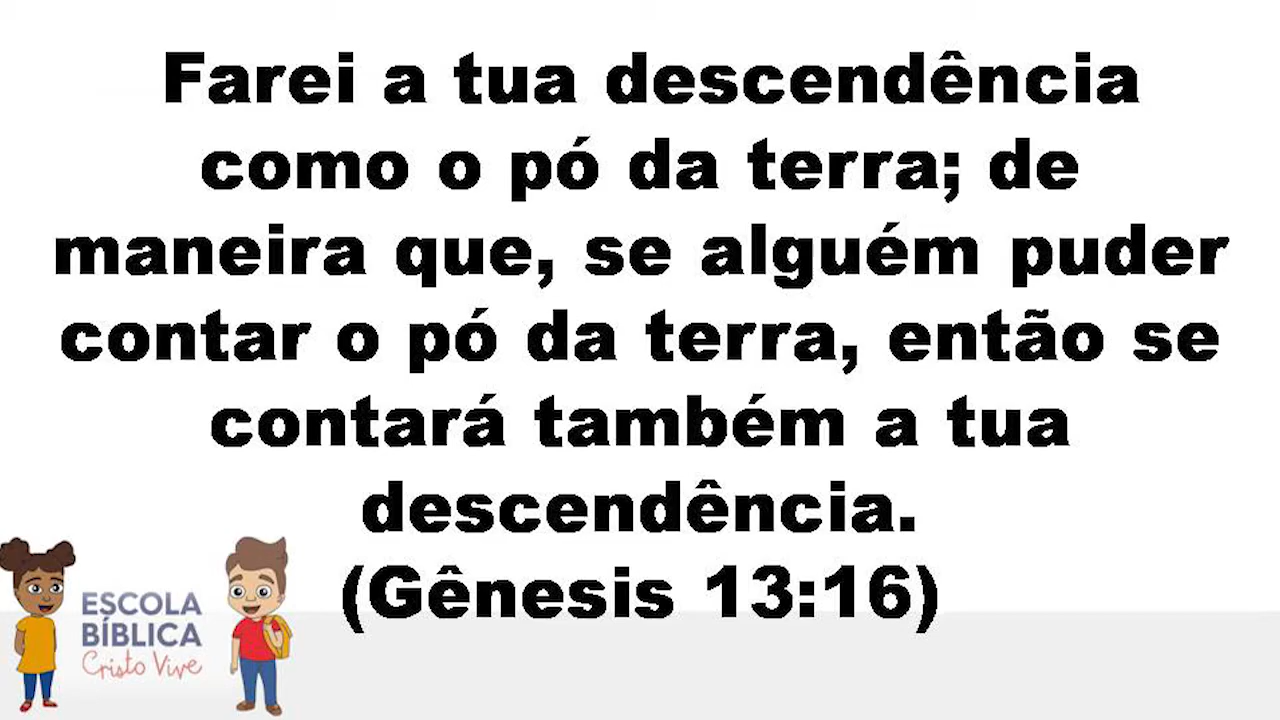 Farei a tua descendência
como o pó da terra; de
maneira que, se alguém puder
contar o pó da terra, então se
contará também a tua
descendência.
(Gênesis 13:16)
ESCOLA
BÍBLICA
Cristo Vive